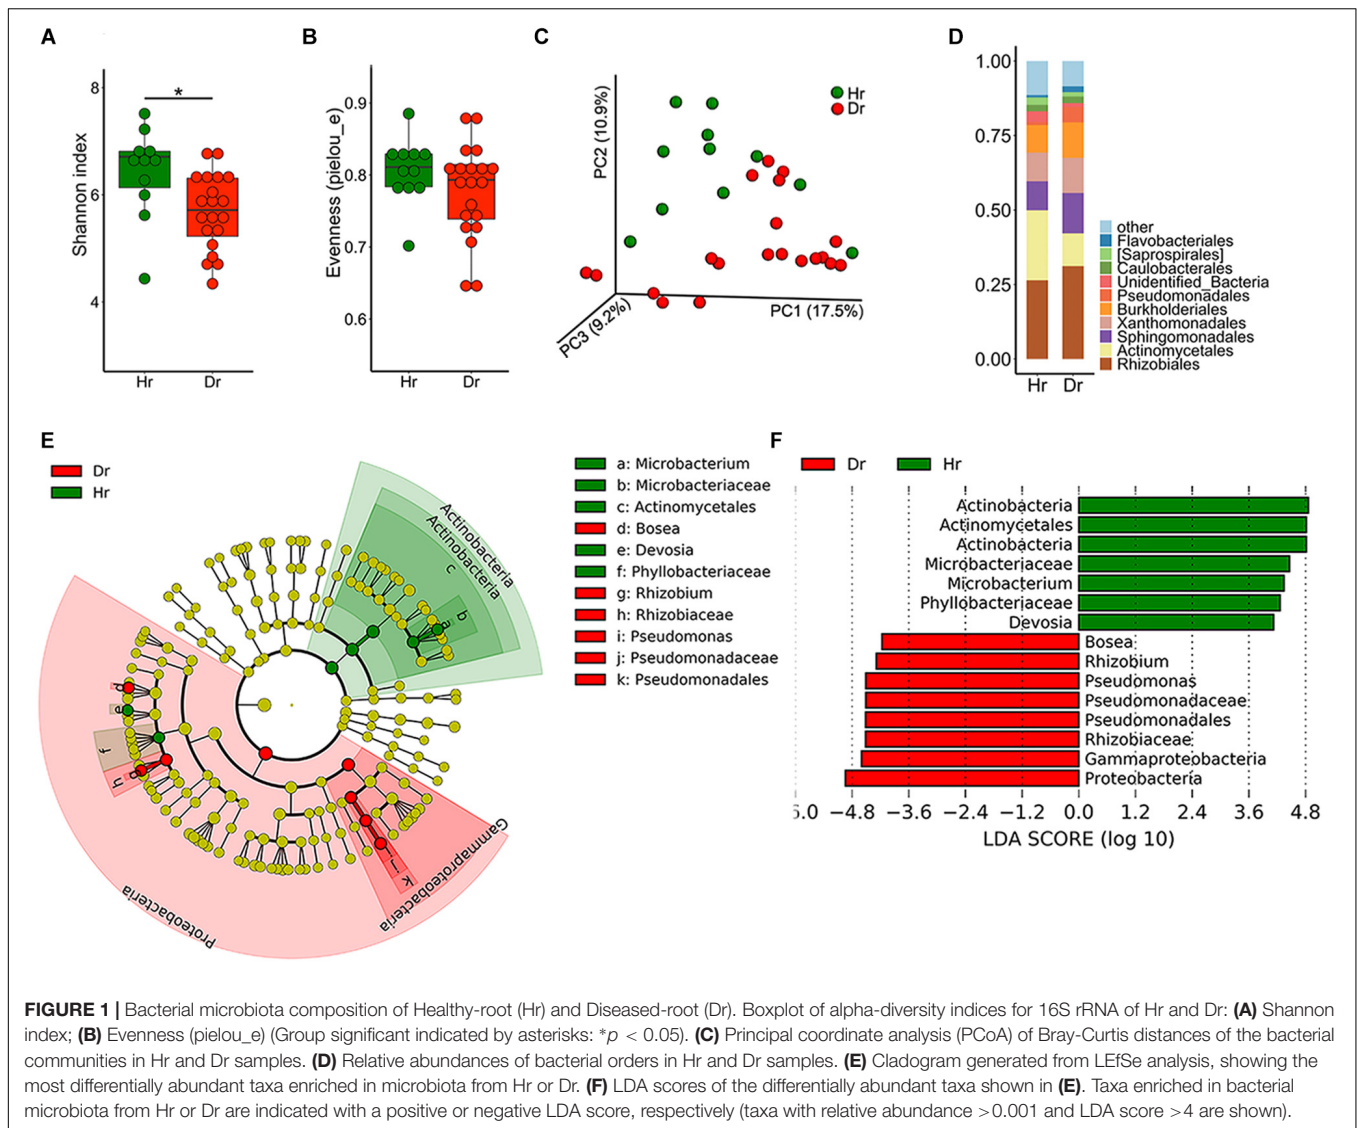 A
B
C
D
Shannon index
8
6
4
*
Hr
Dr
Evenness (pielou_e)
0.9
0.8
0.7
0.6
Hr
Dr
PC2 (10.9%)
PC3 (9.2%)
PC1 (17.5%)
Hr
Dr
1.00
0.75
0.50
0.25
0.00
Hr
Dr
other
Flavobacteriales
[Saprospirales]
Caulobacterales
Unidentified_Bacteria
Pseudomonadales
Burkholderiales
Xanthomonadales
Sphingomonadales
Actinomycetales
Rhizobiales
E
Dr
Hr
Actinobacteria
Actinobacteria
c
b
a
d
e
f
g
h
j
k
Gammaproteobacteria
Proteobacteria
a: Microbacterium
b: Microbacteriaceae
c: Actinomycetales
d: Bosea
e: Devosia
f: Phyllobacteriaceae
g: Rhizobium
h: Rhizobiaceae
i: Pseudomonas
j: Pseudomonadaceae
k: Pseudomonadales
F
Dr
Hr
Actinobacteria
Actinomycetales
Actinobacteria
Microbacteriaceae
Microbacterium
Phyllobacteriaceae
Devosia
Bosea
Rhizobium
Pseudomonas
Pseudomonadaceae
Pseudomonadales
Rhizobiaceae
Gammaproteobacteria
Proteobacteria
5.0 −4.8 −3.6 −2.4 −1.2 0.0 1.2 2.4 3.6 4.8
LDA SCORE (log 10)
FIGURE 1 | Bacterial microbiota composition of Healthy-root (Hr) and Diseased-root (Dr). Boxplot of alpha-diversity indices for 16S rRNA of Hr and Dr: (A) Shannon
index; (B) Evenness (pielou_e) (Group significant indicated by asterisks: *p < 0.05). (C) Principal coordinate analysis (PCoA) of Bray-Curtis distances of the bacterial
communities in Hr and Dr samples. (D) Relative abundances of bacterial orders in Hr and Dr samples. (E) Cladogram generated from LEfSe analysis, showing the
most differentially abundant taxa enriched in microbiota from Hr or Dr. (F) LDA scores of the differentially abundant taxa shown in (E). Taxa enriched in bacterial
microbiota from Hr or Dr are indicated with a positive or negative LDA score, respectively (taxa with relative abundance >0.001 and LDA score >4 are shown).